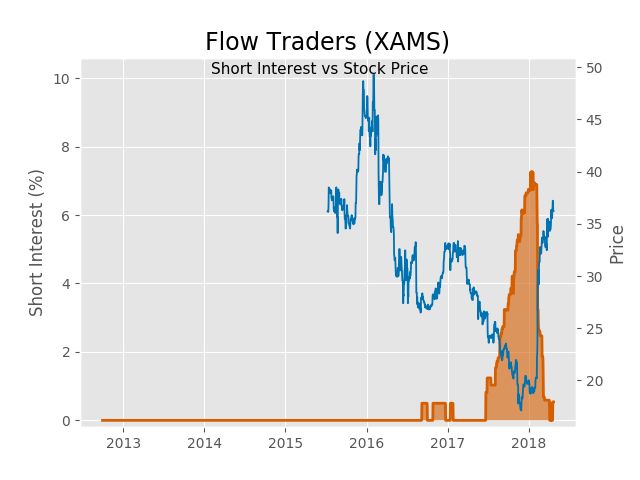 Flow Traders (XAMS)
Short Interest vs Stock Price
Short Interest (%)
10
8
6
4
2
0
50
45
40
35
30
25
20
Price
2013 2014 2015 2016 2017 2018